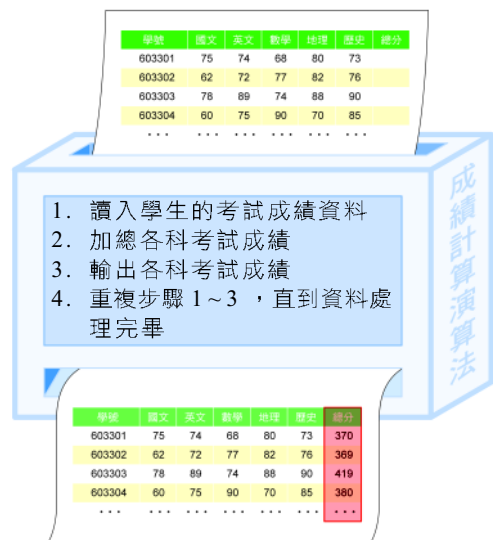 學號 國文 英文 數學 地理 歷史 總分
603301 75 74 68 80 73
603302 62 72 77 82 76
603303 78 89 74 88 90
603304 60 75 90 70 85
... ... ... ... ... ...
成績計算演算法
1. 讀入學生的考試成績資料
2. 加總各科考試成績
3. 輸出各科考試成績
4. 重複步驟 1~3 ,直到資料處
理完畢
學號 國文 英文 數學 地理 歷史 總分
603301 75 74 68 80 73 370
603302 62 72 77 82 76 369
603303 78 89 74 88 90 419
603304 60 75 90 70 85 380
... ... ... ... ... ... ...